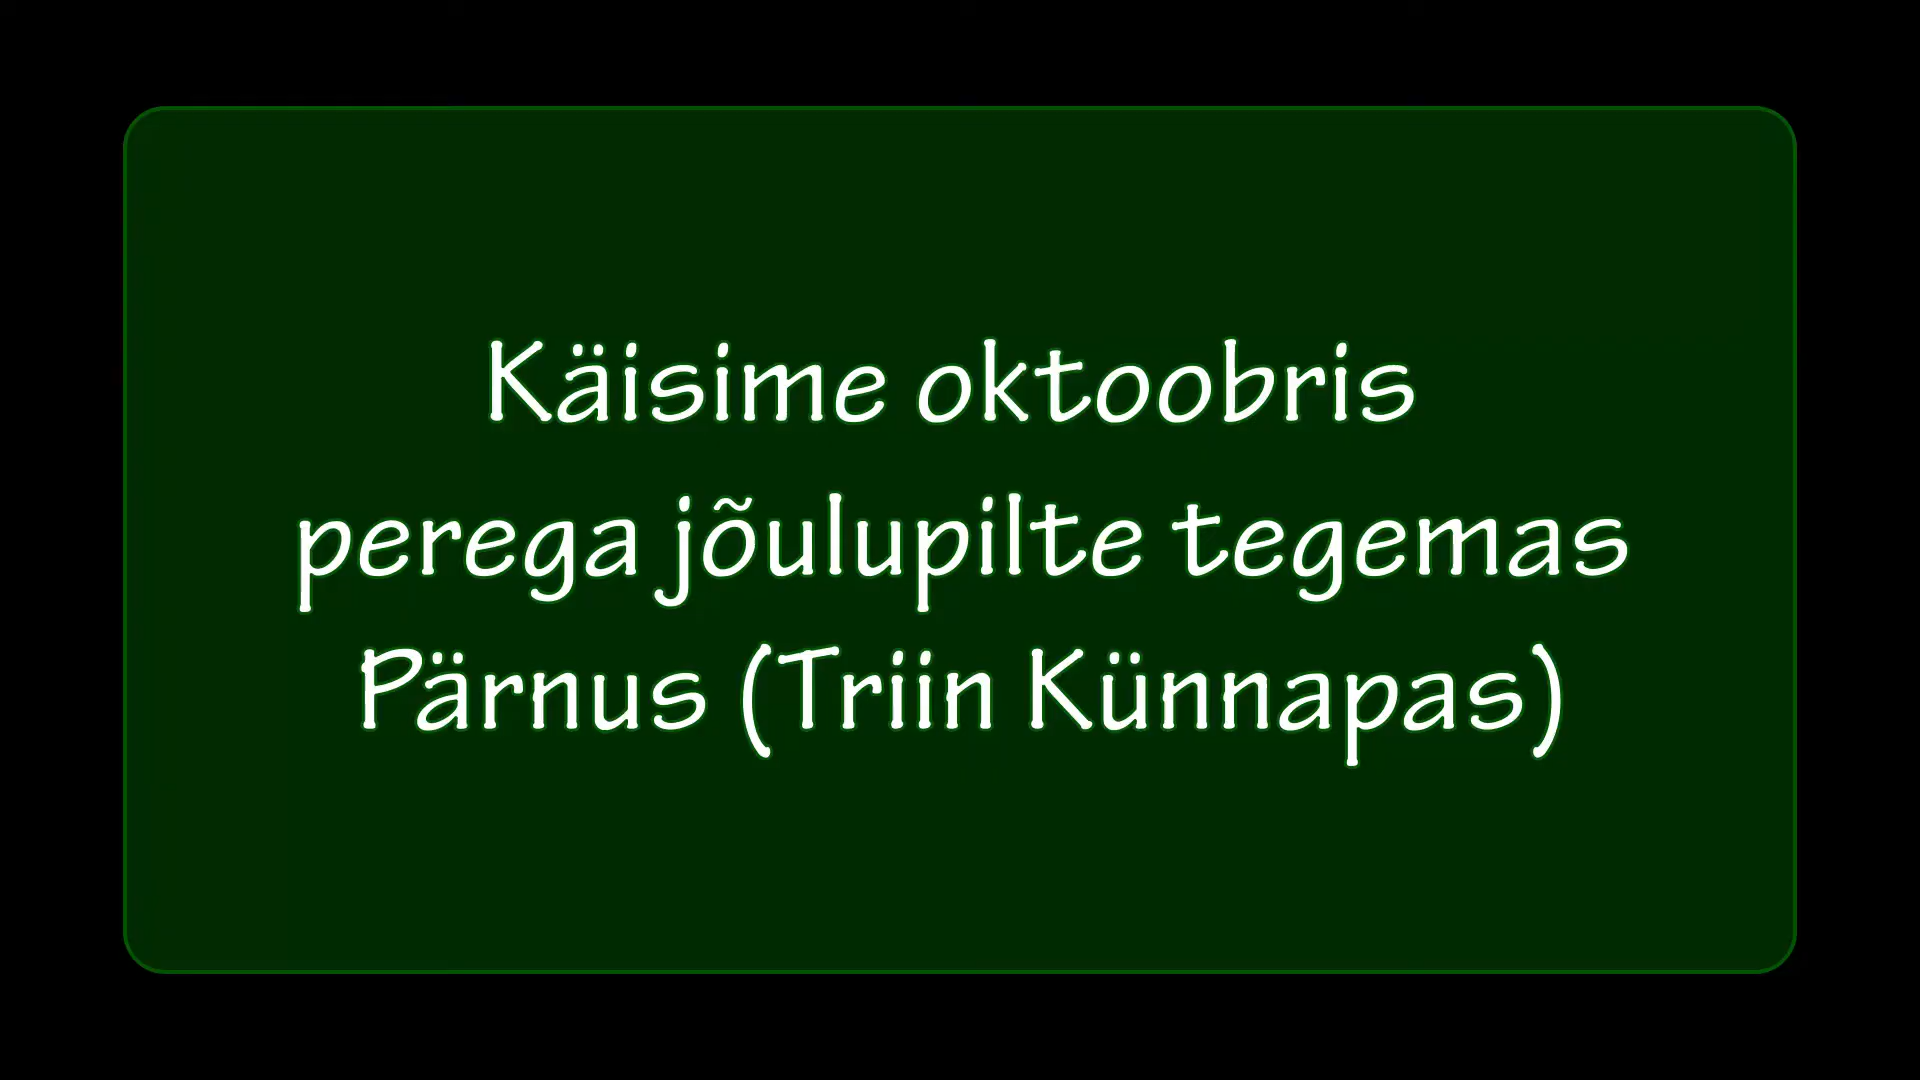 Käisime oktoobris
perega jõulupilte tegemas
Pärnus (Triin Künnapas)